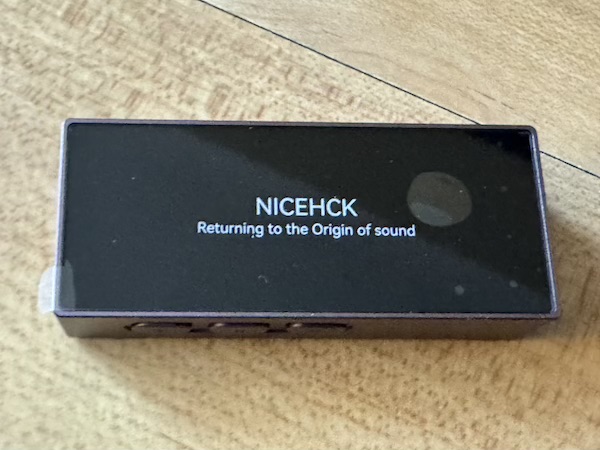 NICEHCK
Returning to the Origin of sound